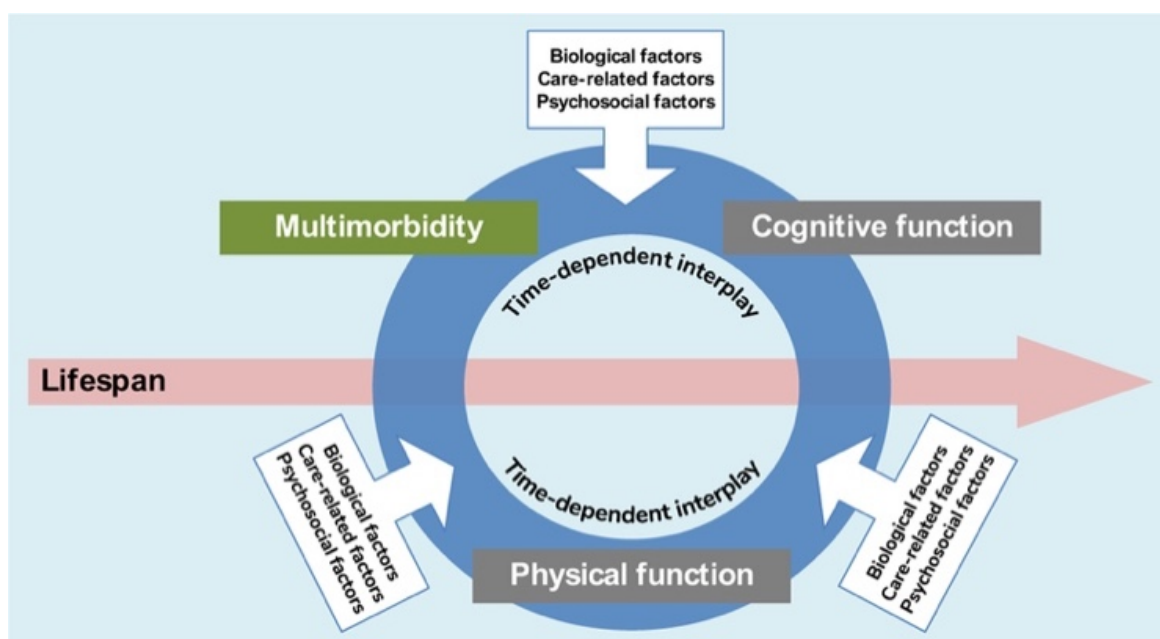 Biological factors
Care-related factors
Psychosocial factors
Multimorbidity
Cognitive function
Time-dependent interplay
Lifespan
Biological factors
Care-related factors
Psychosocial factors
Time-dependent interplay
Biological factors
Care-related factors
Psychosocial factors
Physical function